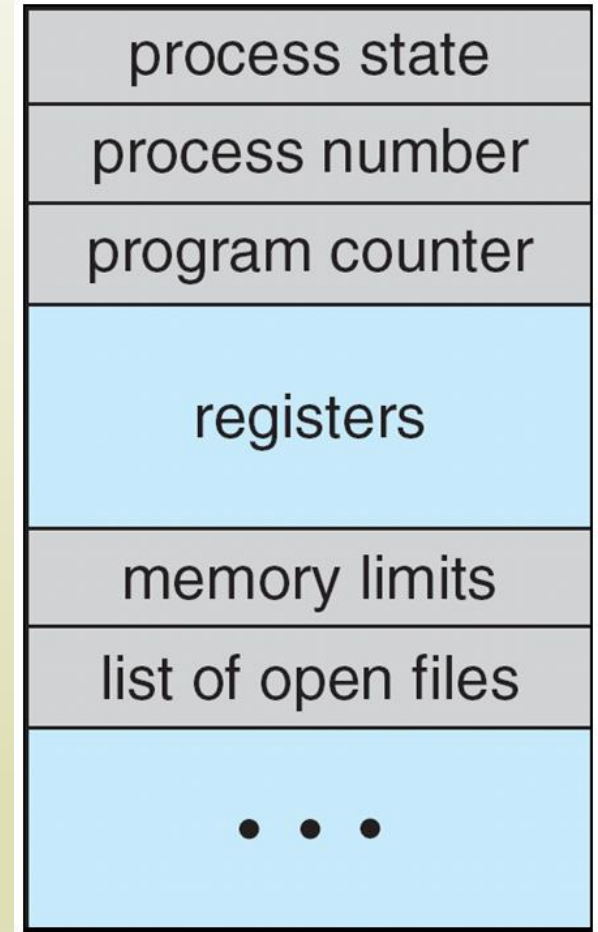 process state
process number
program counter
registers
memory limits
list of open files
• • •